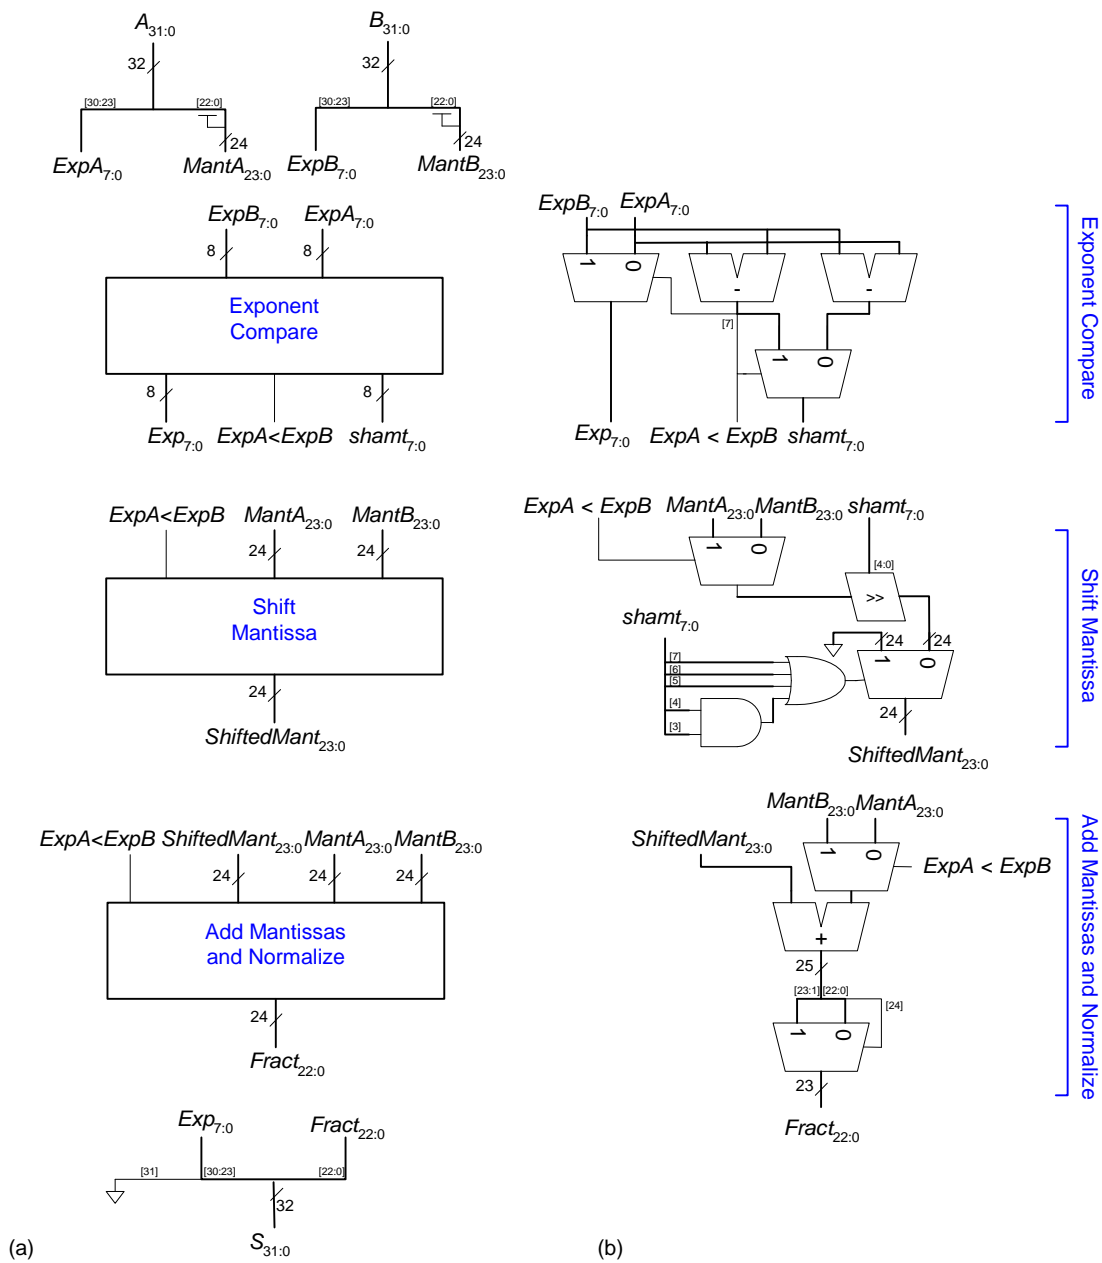 A31:0 B31:0
32 32
[30:23] [22:0] [30:23] [22:0]
24 24
ExpA7:0 MantA23:0 ExpB7:0 MantB23:0
ExpB7:0 ExpA7:0
8 8
Exponent
Compare
8 8
Exp7:0 ExpA<ExpB shamt7:0
ExpA<ExpB MantA23:0 MantB23:0
24 24
Shift
Mantissa
24
ShiftedMant23:0
ExpA<ExpB ShiftedMant23:0 MantA23:0 MantB23:0
24 24 24
Add Mantissas
and Normalize
24
Fract22:0
Exp7:0 Fract22:0
[31] [30:23] [22:0]
32
S31:0
(a)
ExpB7:0 ExpA7:0
1 0
- -
[7]
1 0
Exp7:0 ExpA < ExpB shamt7:0
Exponent Compare
ExpA < ExpB MantA23:0 MantB23:0 shamt7:0
1 0
[4:0]
>>
shamt7:0
24 24
[7]
[6]
[5]
[4]
[3]
1 0
24
ShiftedMant23:0
Shift Mantissa
MantB23:0 MantA23:0
ShiftedMant23:0
1 0
ExpA < ExpB
+
25
[23:1] [22:0]
[24]
1 0
23
Fract22:0
Add Mantissas and Normalize
(b)